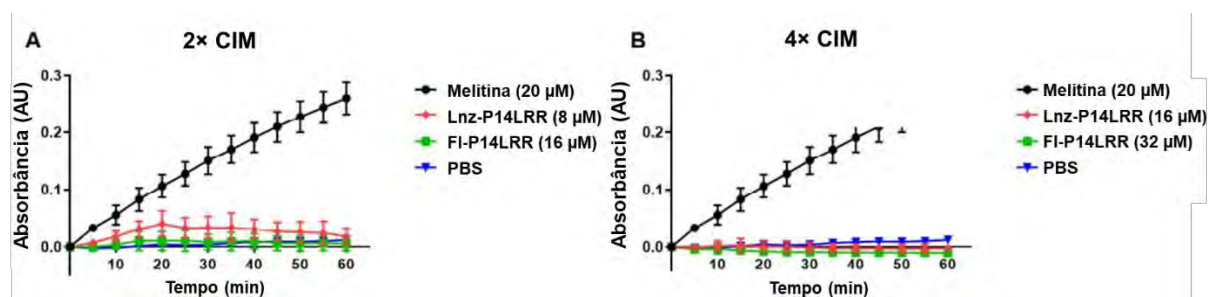 A
2× CIM
Absorbância (AU)
0.3
0.2
0.1
0.0
10 20 30 40 50 60
Tempo (min)
Melitina (20 µM)
Lnz-P14LRR (8 µM)
Fl-P14LRR (16 µM)
PBS
B
4× CIM
Absorbância (AU)
0.3
0.2
0.1
0.0
10 20 30 40 50 60
Tempo (min)
Melitina (20 µM)
Lnz-P14LRR (16 µM)
Fl-P14LRR (32 µM)
PBS